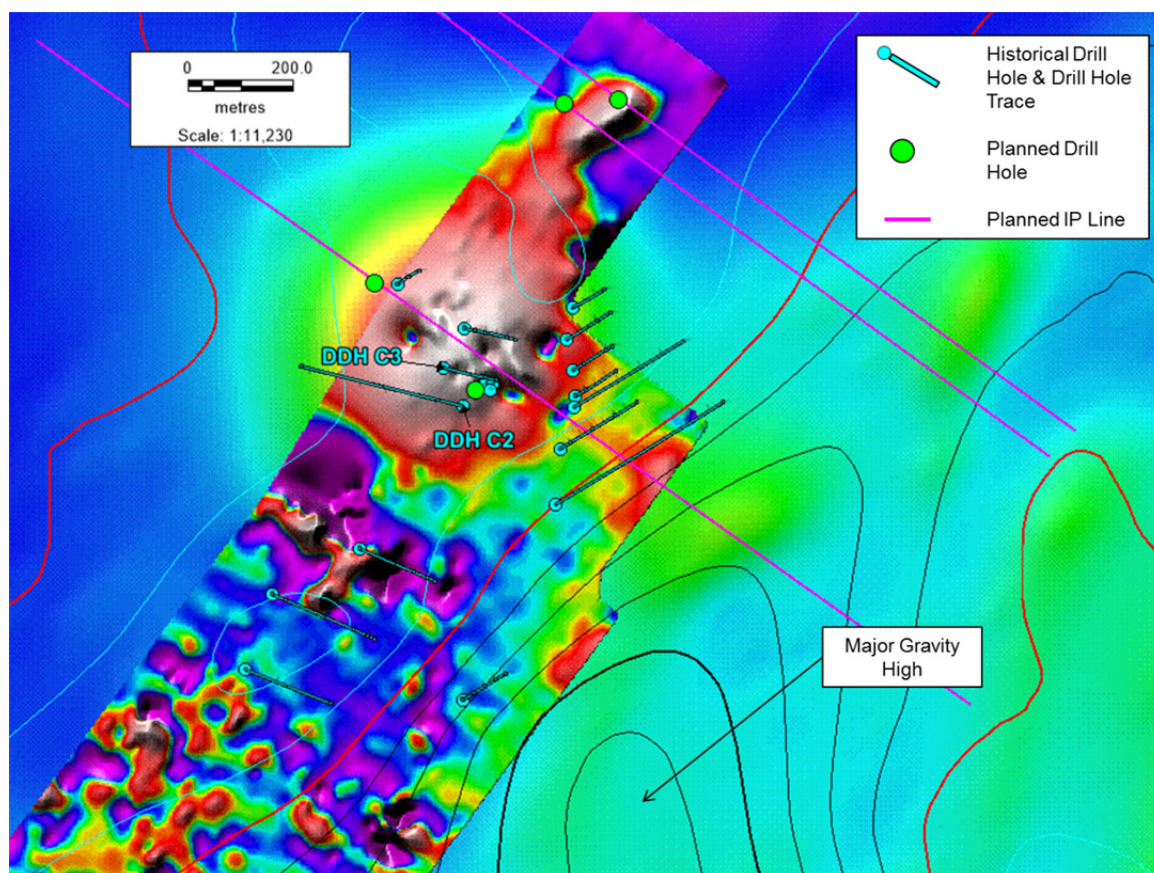 0 200.0
metres
Scale: 1:11,230
Historical Drill
Hole & Drill Hole
Trace
Planned Drill
Hole
Planned IP Line
DDH C3
DDH C2
Major Gravity
High